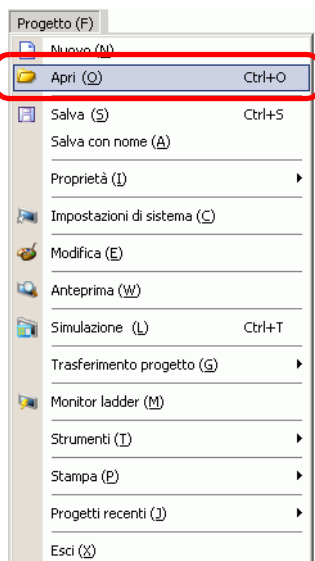 Progetto (F)
Nuovo (N)
Apri (O) Ctrl+O
Salva (S) Ctrl+S
Salva con nome (A)
Proprietà (I)
Impostazioni di sistema (C)
Modifica (E)
Anteprima (W)
Simulazione (L) Ctrl+T
Trasferimento progetto (G)
Monitor ladder (M)
Strumenti (T)
Stampa (P)
Progetti recenti (J)
Esci (X)